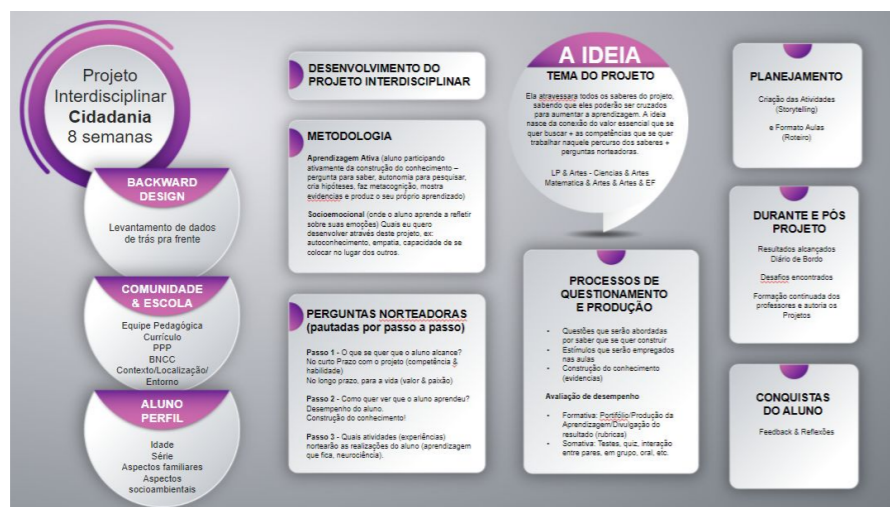 Projeto
Interdisciplinar
Cidadania
8 semanas
BACKWARD
DESIGN
Levantamento de dados
de trás pra frente
COMUNIDADE
& ESCOLA
Equipe Pedagógica
Currículo
PPP
BNCC
Contexto/Localização/
Entorno
ALUNO
PERFIL
Idade
Série
Aspectos familiares
Aspectos
socioambientais
DESENVOLVIMENTO DO
PROJETO INTERDISCIPLINAR
METODOLOGIA
Aprendizagem Ativa (aluno participando
ativamente da construção do conhecimento –
pergunta para saber, autonomia para pesquisar,
cria hipóteses, faz metacognição, mostra
evidencias e produz o seu próprio aprendizado)
Socioemocional (onde o aluno aprende a refletir
sobre suas emoções) Quais eu quero
desenvolver através deste projeto, ex:
autoconhecimento, empatia, capacidade de se
colocar no lugar dos outros.
PERGUNTAS NORTEADORAS
(pautadas por passo a passo)
Passo 1 - O que se quer que o aluno alcance?
No curto Prazo com o projeto (competência &
habilidade)
No longo prazo, para a vida (valor & paixão)
Passo 2 - Como quer ver que o aluno aprendeu?
Desempenho do aluno.
Construção do conhecimento!
Passo 3 - Quais atividades (experiências)
nortearão as realizações do aluno (aprendizagem
que fica, neurociência).
A IDEIA
TEMA DO PROJETO
Ela atravessara todos os saberes do projeto,
sabendo que eles poderão ser cruzados
para aumentar a aprendizagem. A ideia
nasce da conexão do valor essencial que se
quer buscar + as competências que se quer
trabalhar naquele percurso dos saberes +
perguntas norteadoras.
LP & Artes - Ciencias & Artes
Matematica & Artes & Artes & EF
PROCESSOS DE
QUESTIONAMENTO
E PRODUÇÃO
• Questões que serão abordadas
por saber que se quer construir
• Estímulos que serão empregados
nas aulas
• Construção do conhecimento
(evidencias)
Avaliação de desempenho
• Formativa: Portifólio/Produção da
Aprendizagem/Divulgação do
resultado (rubricas)
• Somativa: Testes, quiz, interação
entre pares, em grupo, oral, etc.
PLANEJAMENTO
Criação das Atividades
(Storytelling)
e Formato Aulas
(Roteiro)
DURANTE E PÓS
PROJETO
Resultados alcançados
Diário de Bordo
Desafios encontrados
Formação continuada dos
professores e autoria os
Projetos
CONQUISTAS
DO ALUNO
Feedback & Reflexões